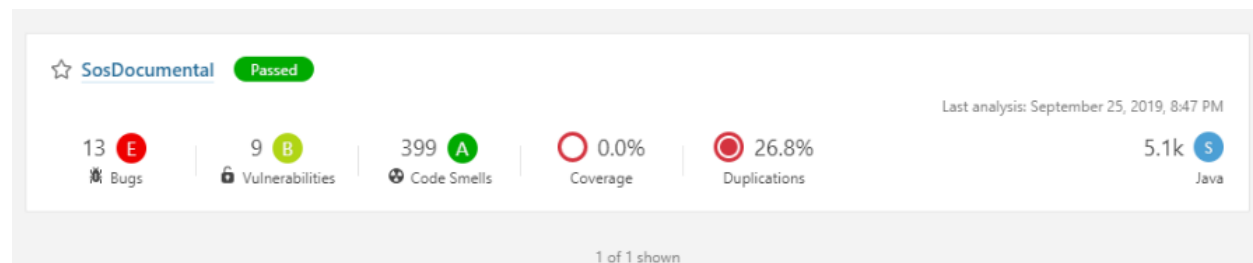 SosDocumental Passed
Last analysis: September 25, 2019, 8:47 PM
13 E 9 B 399 A 0.0% 26.8% 5.1k S
Bugs Vulnerabilities Code Smells Coverage Duplications Java
1 of 1 shown